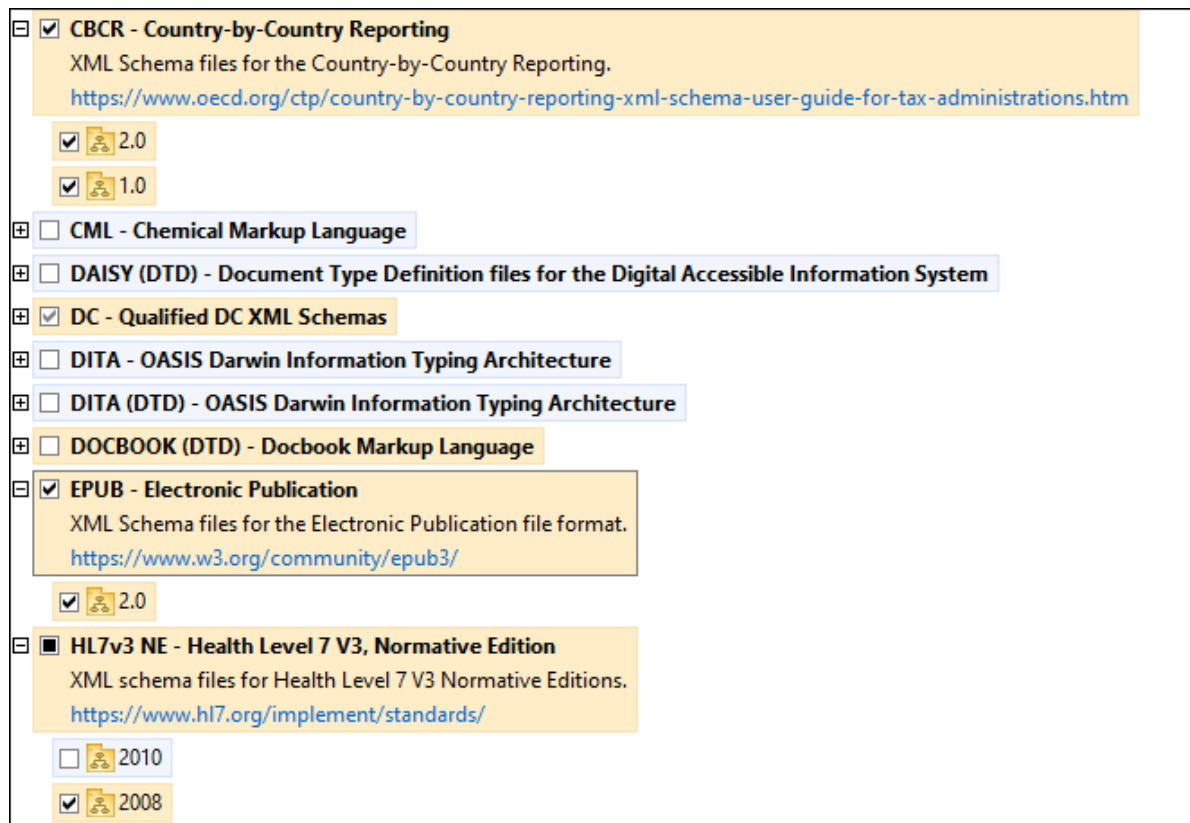 CBCR - Country-by-Country Reporting
XML Schema files for the Country-by-Country Reporting.
https://www.oecd.org/ctp/country-by-country-reporting-xml-schema-user-guide-for-tax-administrations.htm
2.0
1.0
CML - Chemical Markup Language
DAISY (DTD) - Document Type Definition files for the Digital Accessible Information System
DC - Qualified DC XML Schemas
DITA - OASIS Darwin Information Typing Architecture
DITA (DTD) - OASIS Darwin Information Typing Architecture
DOCBOOK (DTD) - Docbook Markup Language
EPUB - Electronic Publication
XML Schema files for the Electronic Publication file format.
https://www.w3.org/community/epub3/
2.0
HL7v3 NE - Health Level 7 V3, Normative Edition
XML schema files for Health Level 7 V3 Normative Editions.
https://www.hl7.org/implement/standards/
2010
2008